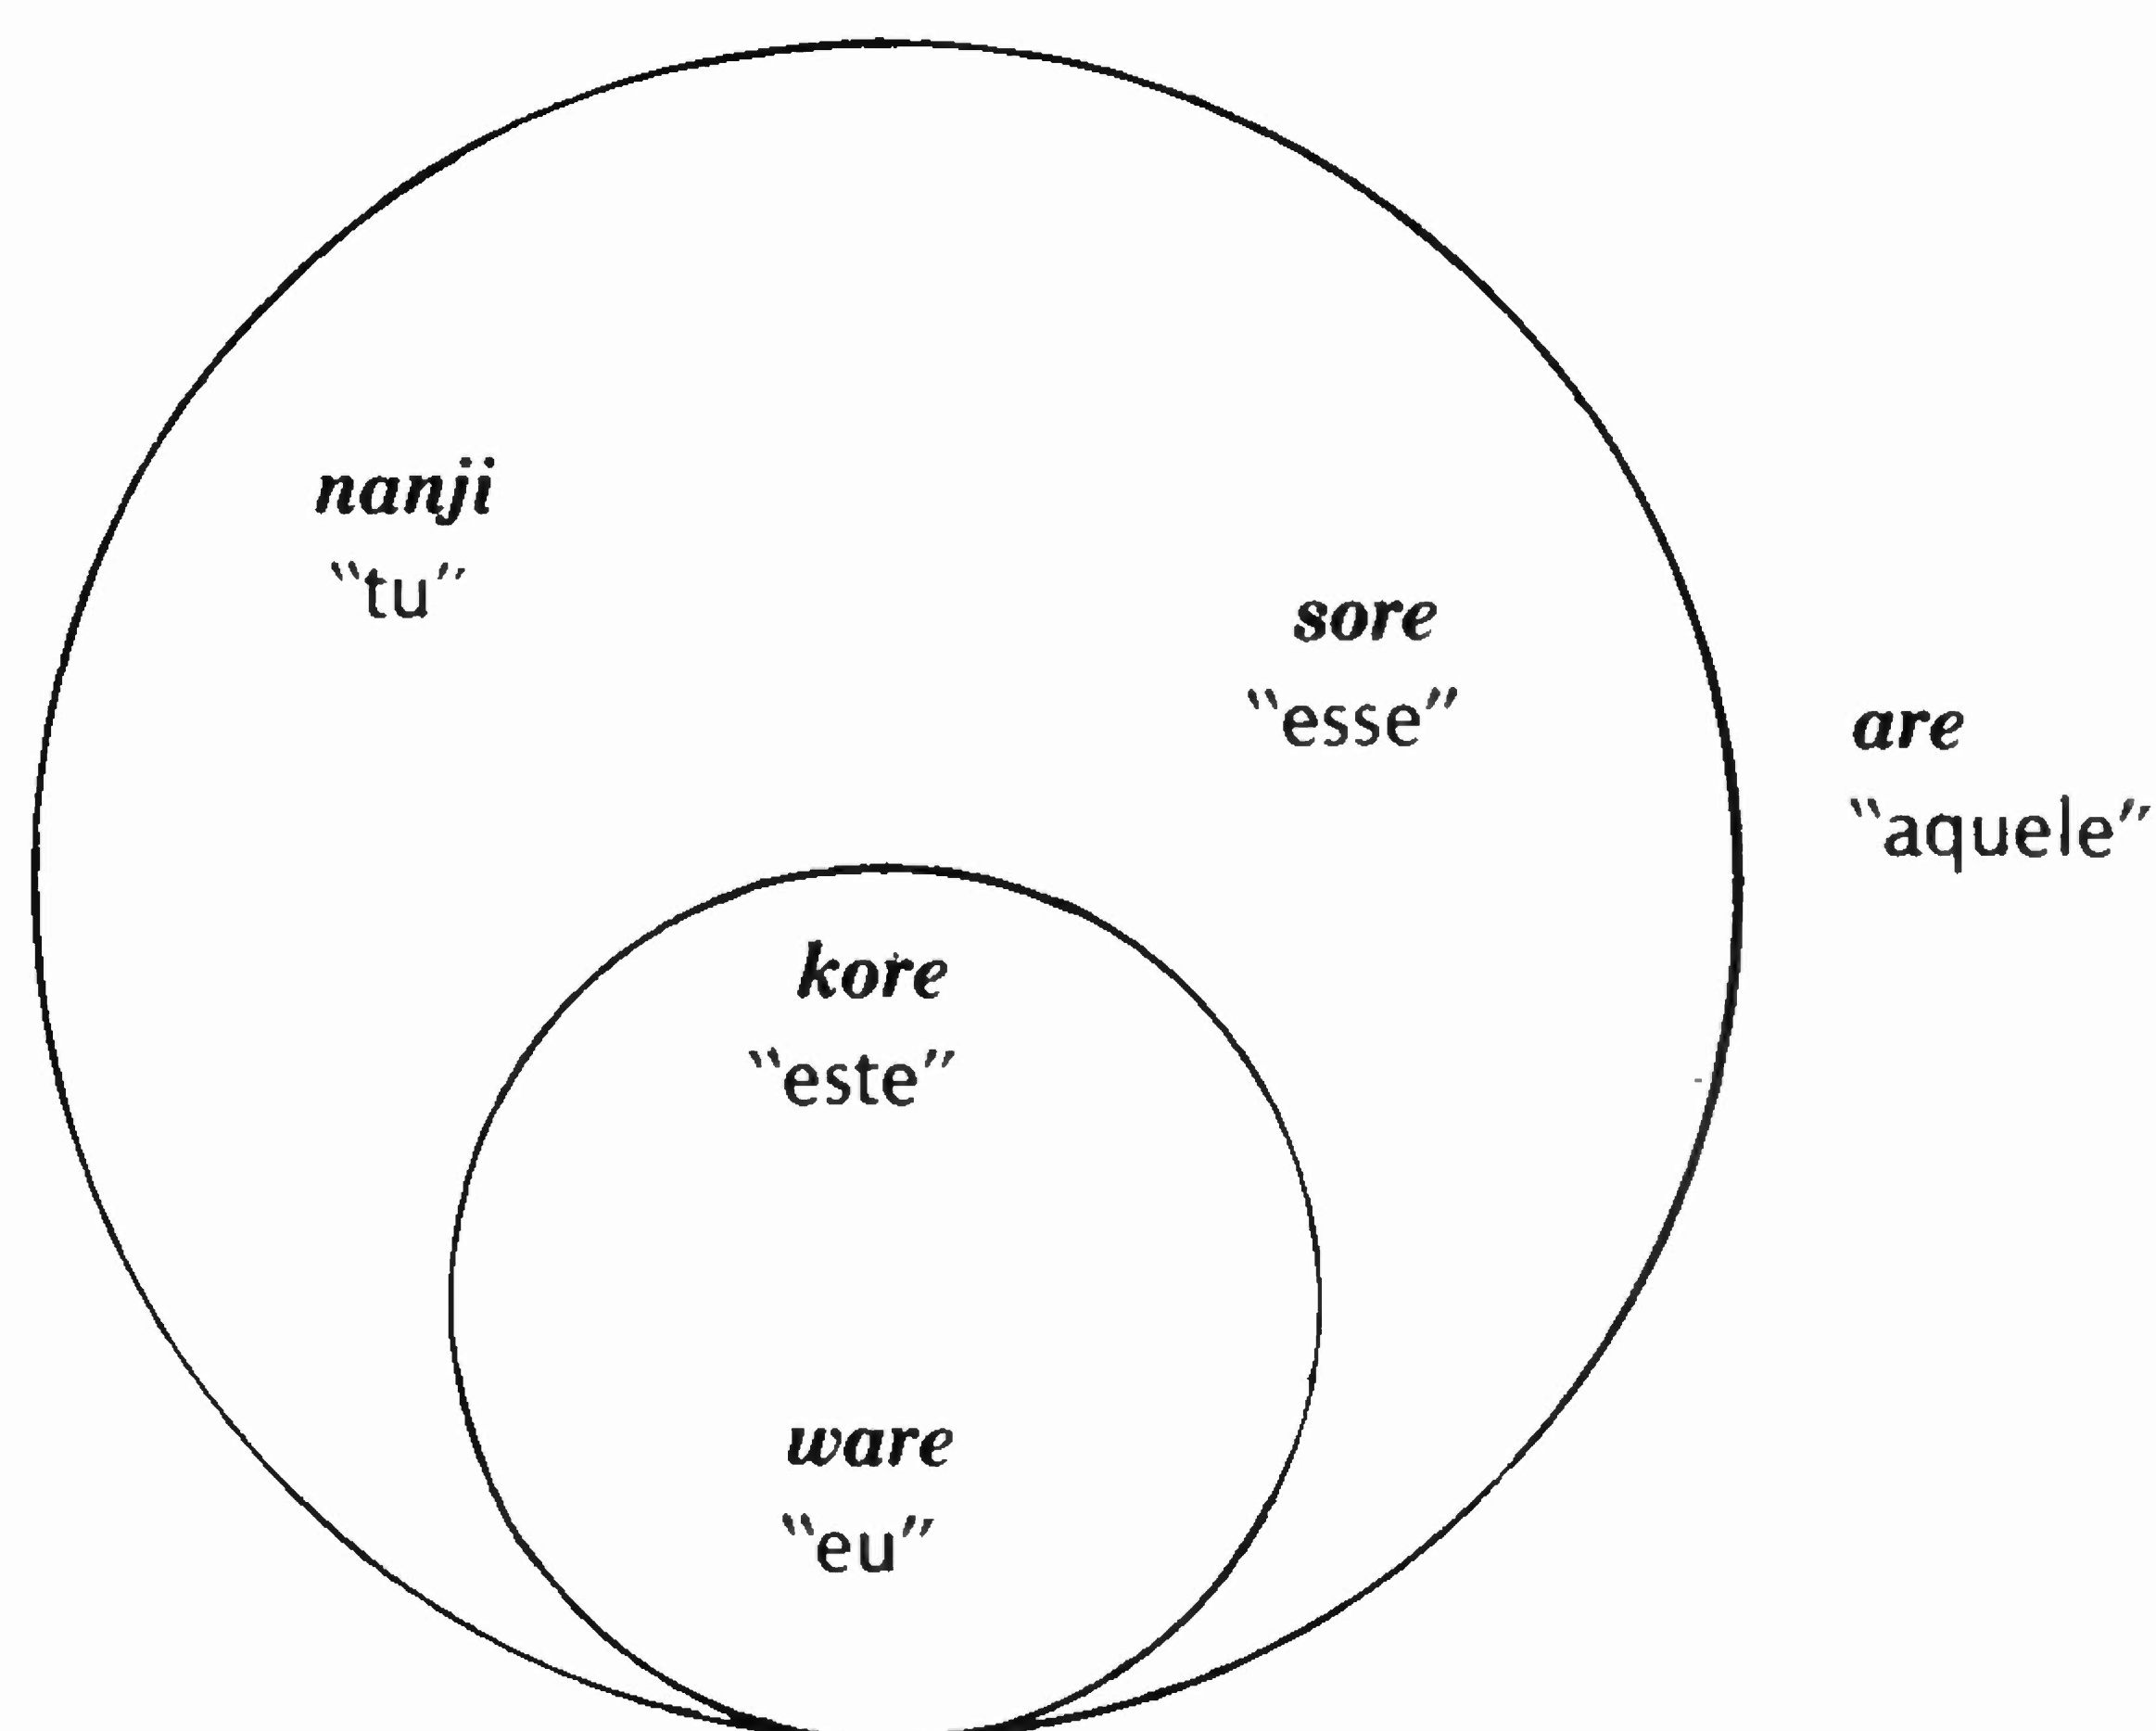 nanji
“tu”
sore
“esse”
are
“aquele”
kore
“este”
ware
“eu”